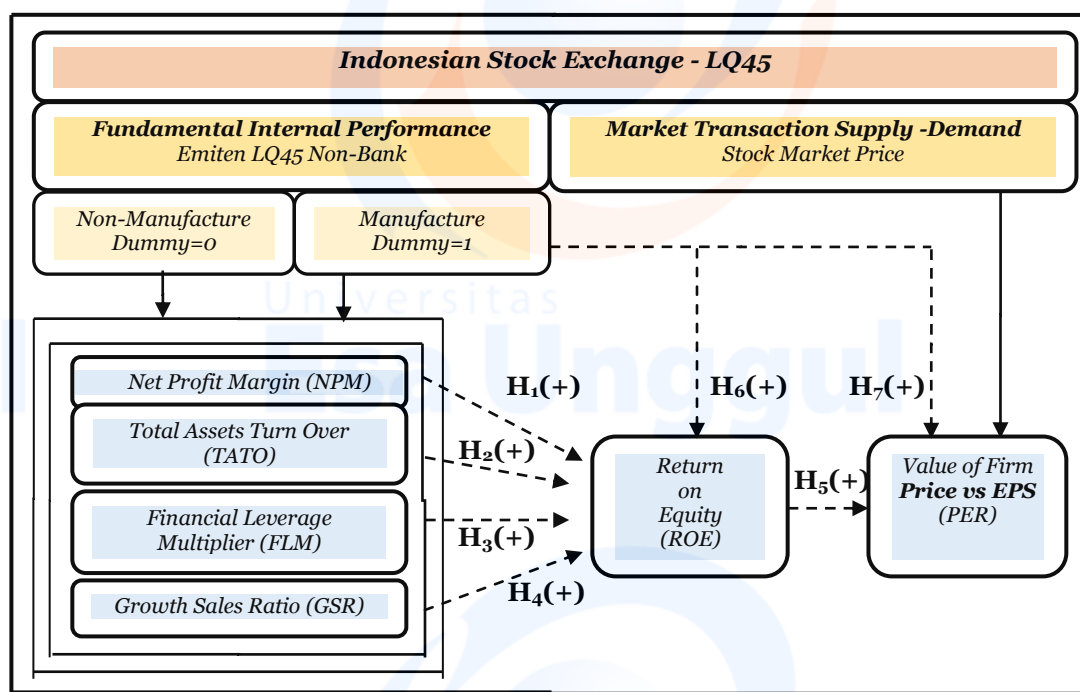 Indonesian Stock Exchange - LQ45
Fundamental Internal Performance
Emiten LQ45 Non-Bank
Market Transaction Supply -Demand
Stock Market Price
Non-Manufacture
Dummy=0
Manufacture
Dummy=1
Universitas
Esa Unggul
Net Profit Margin (NPM)
Total Assets Turn Over
(TATO)
Financial Leverage
Multiplier (FLM)
Growth Sales Ratio (GSR)
H₁(+)
H₂(+)
H₃(+)
H₄(+)
H₆(+)
H₇(+)
Return
on
Equity
(ROE)
H₅(+)
Value of Firm
Price vs EPS
(PER)